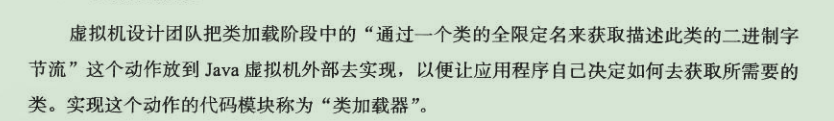 虚拟机设计团队把类加载阶段中的“通过一个类的全限定名来获取描述此类的二进制字
节流”这个动作放到 Java 虚拟机外部去实现，以便让应用程序自己决定如何去获取所需要的
类。实现这个动作的代码模块称为“类加载器”。